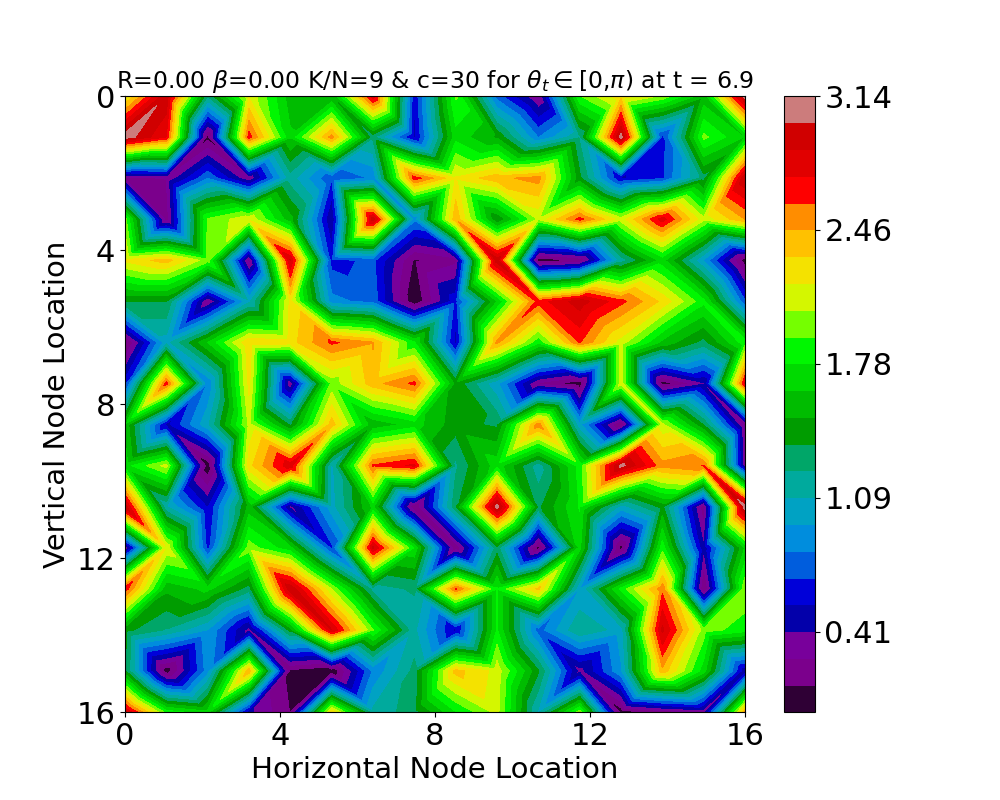 R=0.00 β=0.00 K/N=9 & c=30 for θₜ ∈ [0,π) at t = 6.9
0
4
8
12
16
Vertical Node Location
0 4 8 12 16
Horizontal Node Location
3.14
2.46
1.78
1.09
0.41